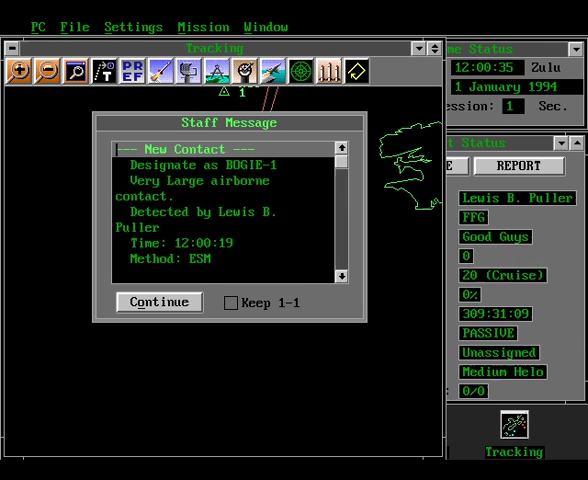 PC File Settings Mission Window
Tracking
me Status
12:00:35 Zulu
1 January 1994
ession: 1 Sec.
T
PR
EF
1
Staff Message
--- New Contact ---
Designate as BOGIE-1
Very Large airborne
contact.
Detected by Lewis B.
Puller
Time: 12:00:19
Method: ESM
Continue
Keep 1-1
t Status
E
REPORT
Lewis B. Puller
FFG
Good Guys
0
20 (Cruise)
0%
309:31:09
PASSIVE
Unassigned
Medium Helo
: 0/0
Tracking